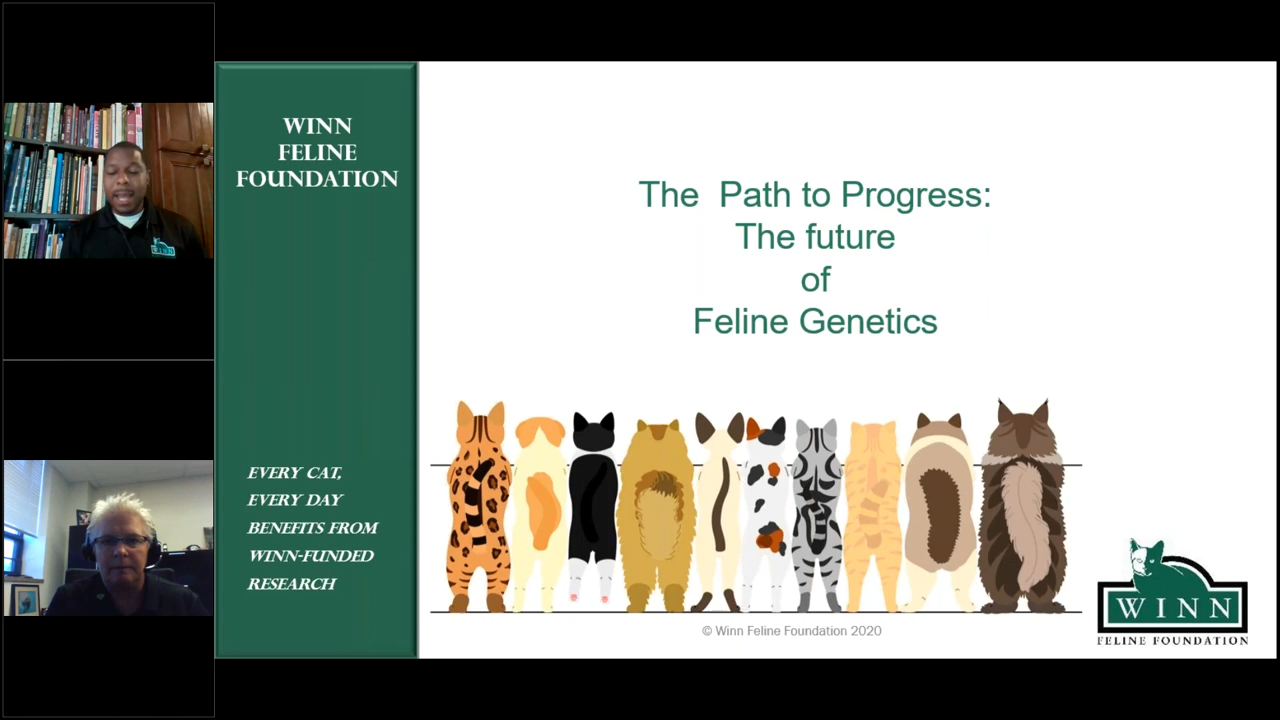 WINN
FELINE
FOUNDATION
EVERY CAT,
EVERY DAY
BENEFITS FROM
WINN-FUNDED
RESEARCH
The  Path to Progress:
The future
of
Feline Genetics
© Winn Feline Foundation 2020
WINN
FELINE FOUNDATION
WINN